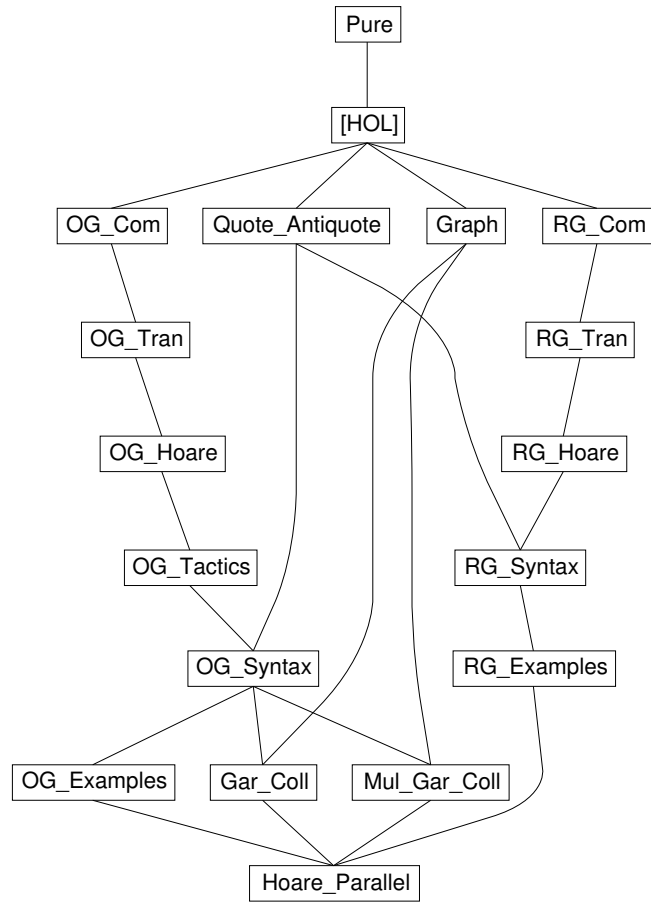 Pure
[HOL]
OG_Com
Quote_Antiquote
Graph
RG_Com
OG_Tran
RG_Tran
OG_Hoare
RG_Hoare
OG_Tactics
RG_Syntax
OG_Syntax
RG_Examples
OG_Examples
Gar_Coll
Mul_Gar_Coll
Hoare_Parallel